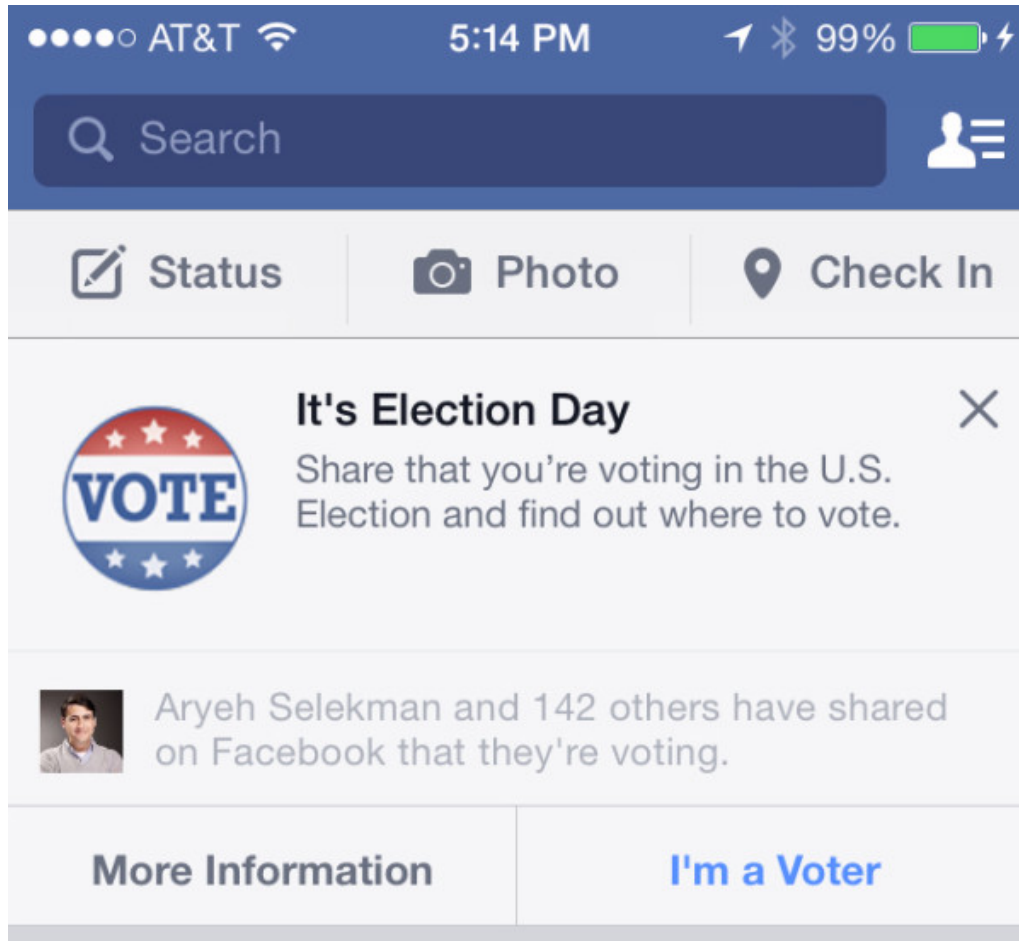 AT&T 5:14 PM 99%
Search
Status Photo Check In
It's Election Day
Share that you're voting in the U.S.
Election and find out where to vote.
VOTE
Aryeh Selekman and 142 others have shared
on Facebook that they're voting.
More Information I'm a Voter